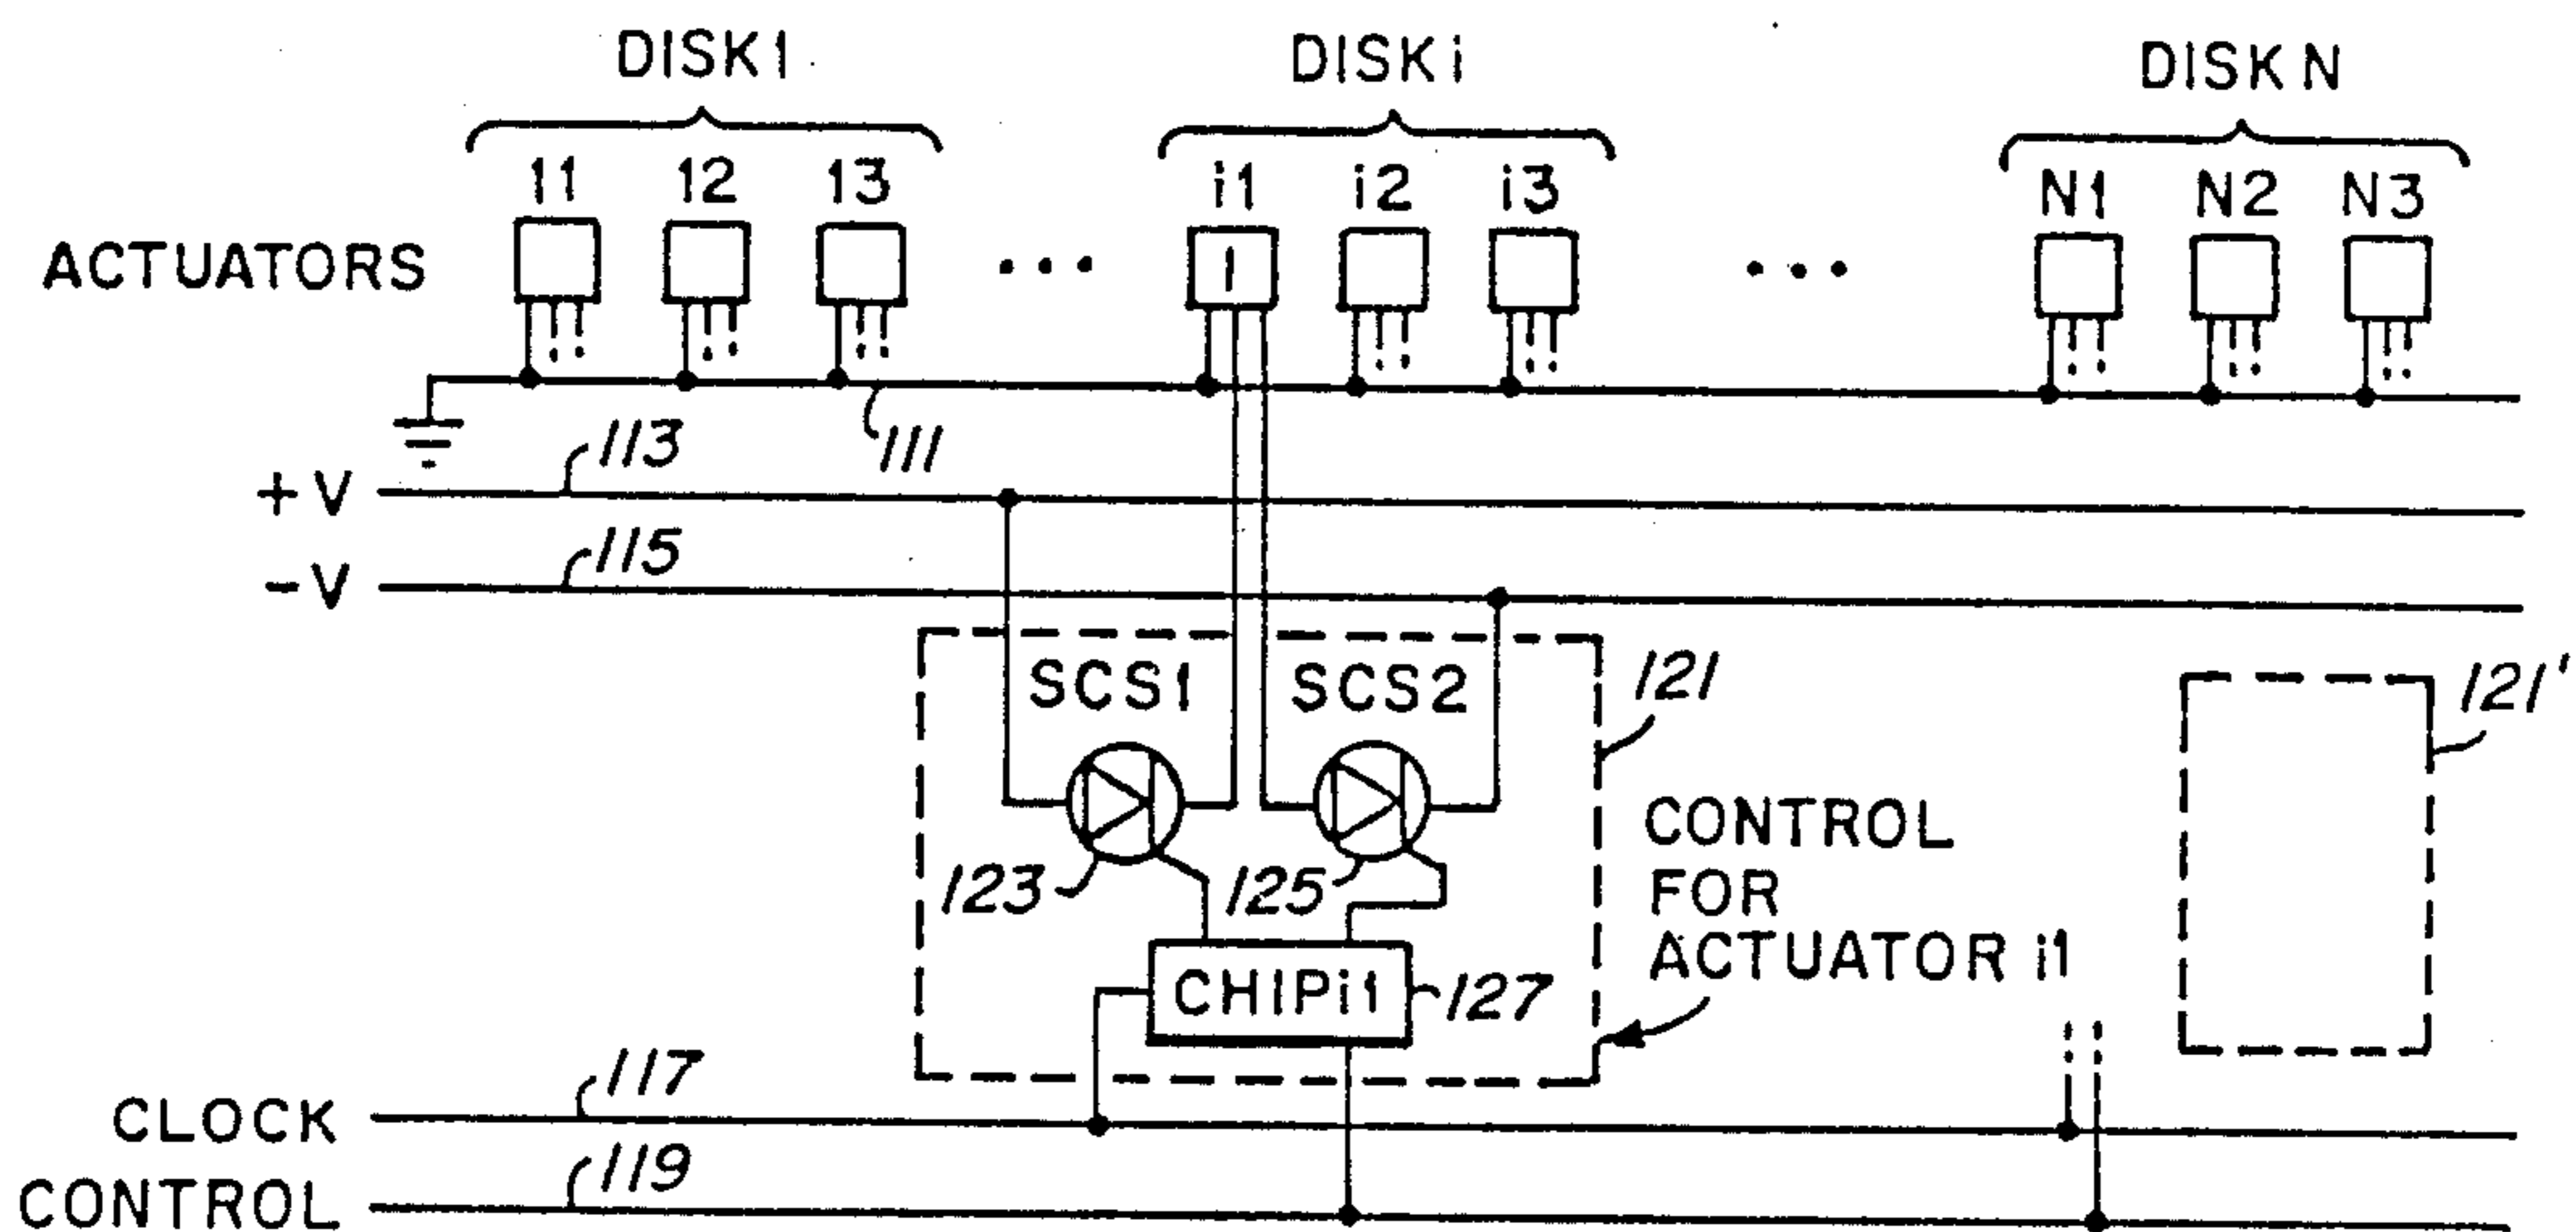 DISK1 DISKi DISK N
11 12 13 i1 i2 i3 N1 N2 N3
ACTUATORS ... I ...
111
+V 113
-V 115
SCS1 SCS2 121 121'
123 125
CONTROL
FOR
ACTUATOR i1
CHIPi1 127
CLOCK 117
CONTROL 119